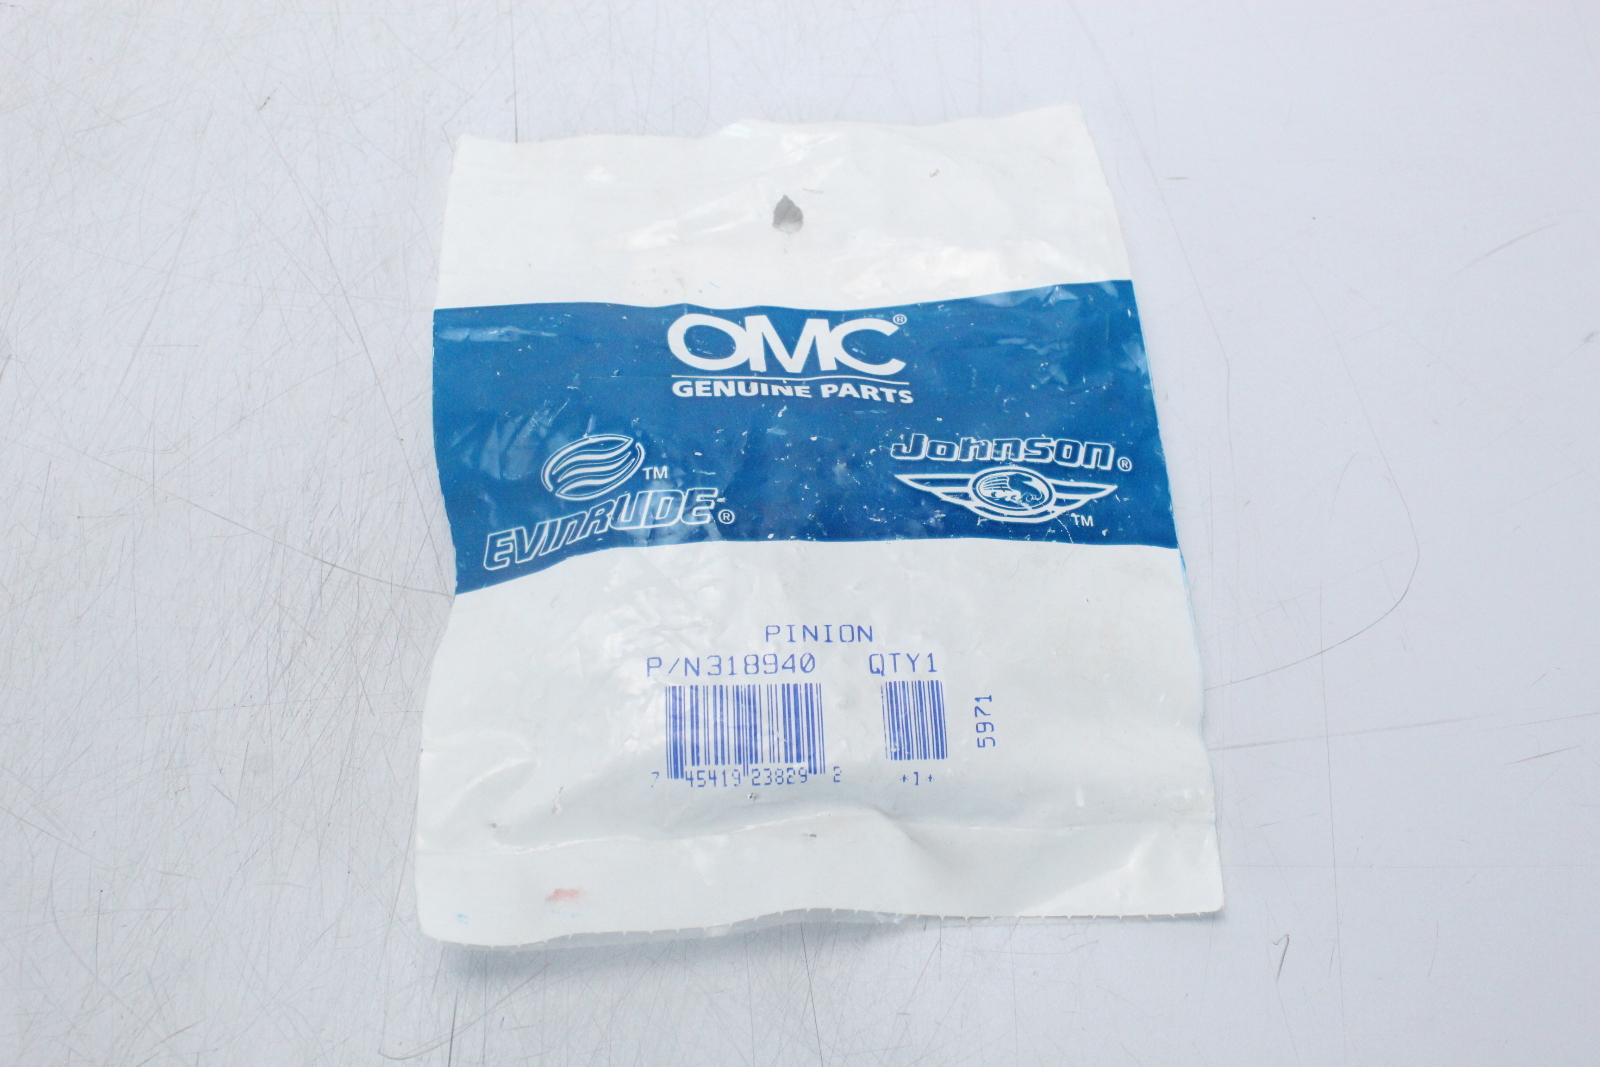 OMC®
GENUINE PARTS
Johnson®
TM
TM
EVINRUDE®
PINION
P/N318940 QTY1
5971
7 45419 23829 2
+1+